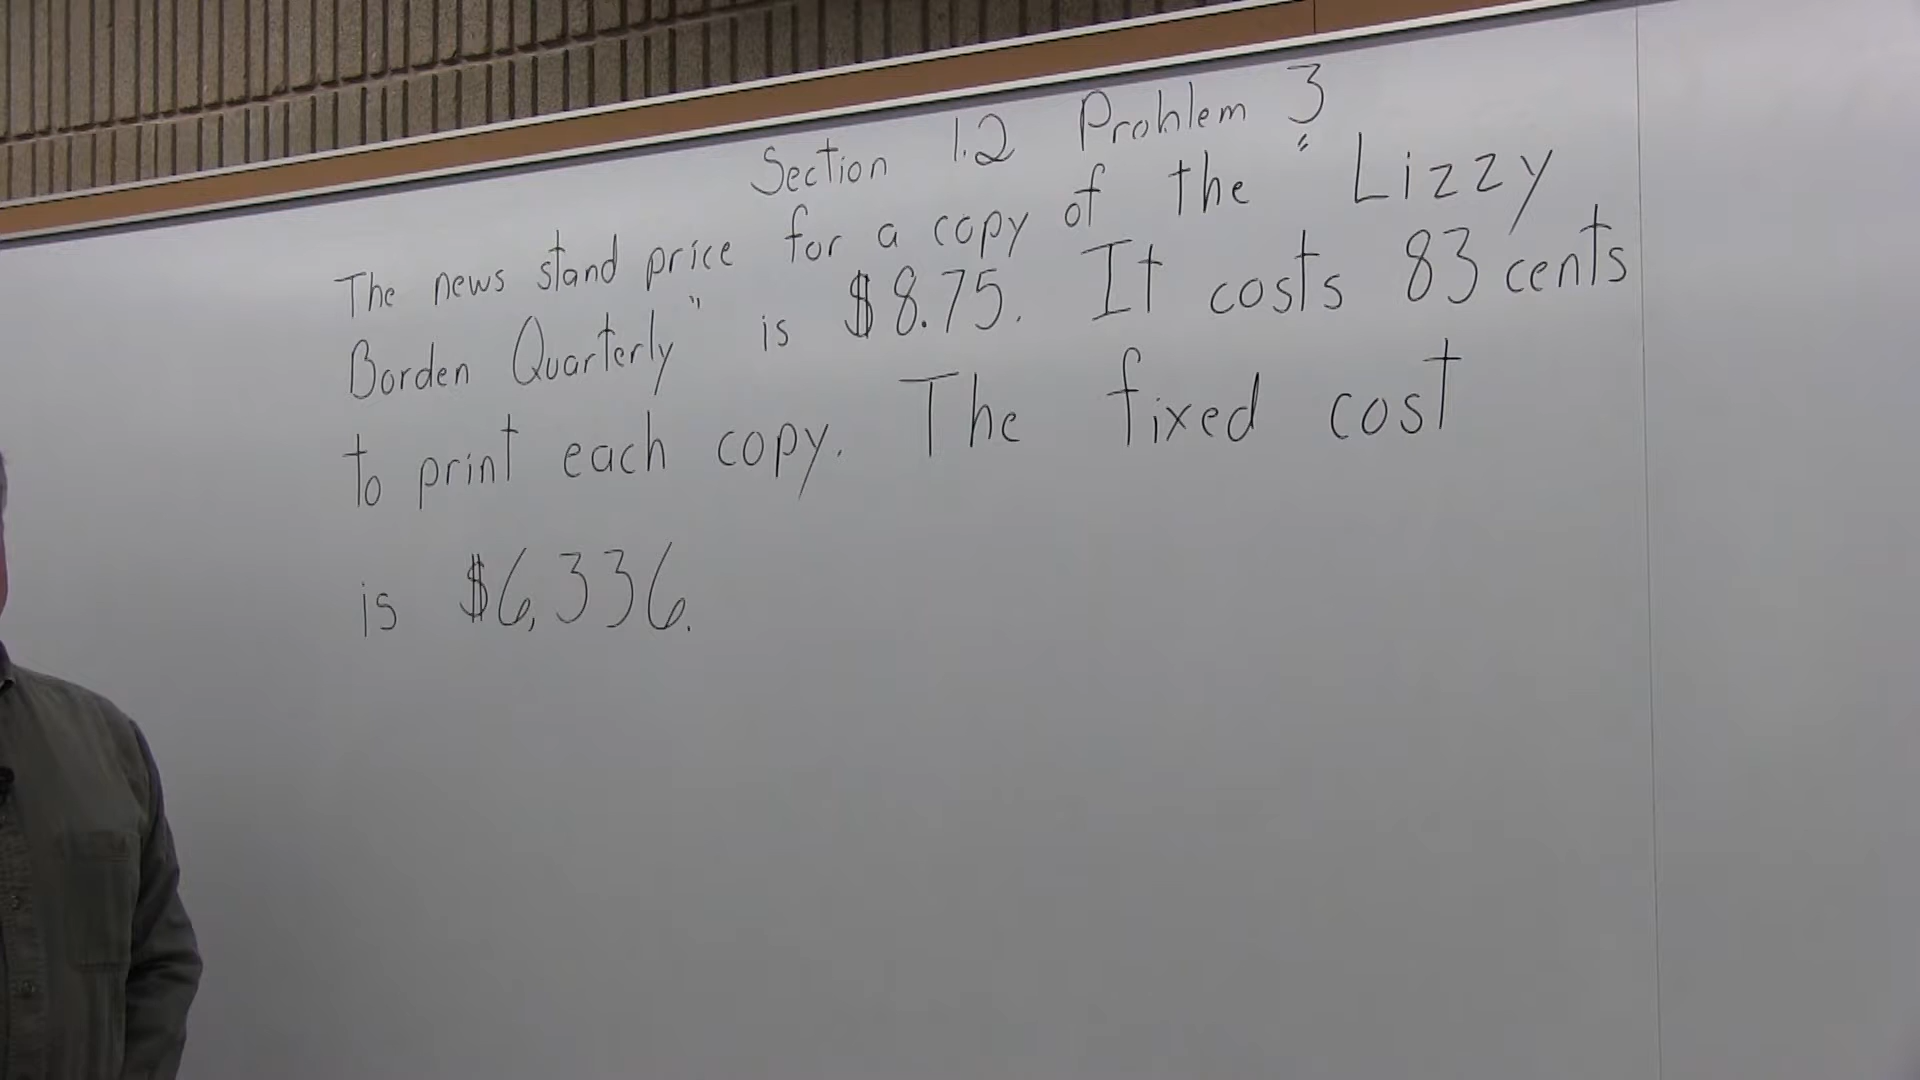 Section 1.2 Problem 3
The news stand price for a copy of the "Lizzy
Borden Quarterly" is $8.75. It costs 83 cents
to print each copy. The fixed cost
is $6,336.